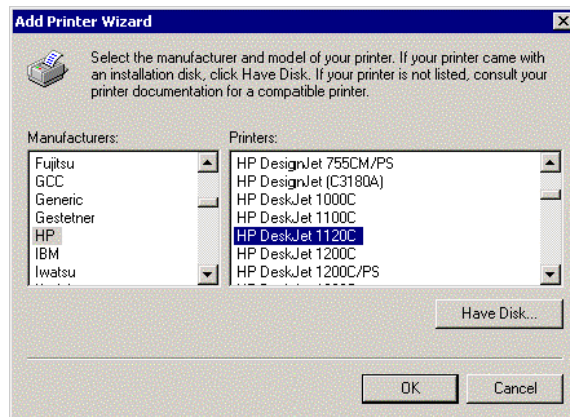 Add Printer Wizard
Select the manufacturer and model of your printer. If your printer came with
an installation disk, click Have Disk. If your printer is not listed, consult your
printer documentation for a compatible printer.
Manufacturers:
Printers:
Fujitsu
GCC
Generic
Gestetner
HP
IBM
Iwatsu
HP DesignJet 755CM/PS
HP DesignJet (C3180A)
HP DeskJet 1000C
HP DeskJet 1100C
HP DeskJet 1120C
HP DeskJet 1200C
HP DeskJet 1200C/PS
Have Disk...
OK
Cancel